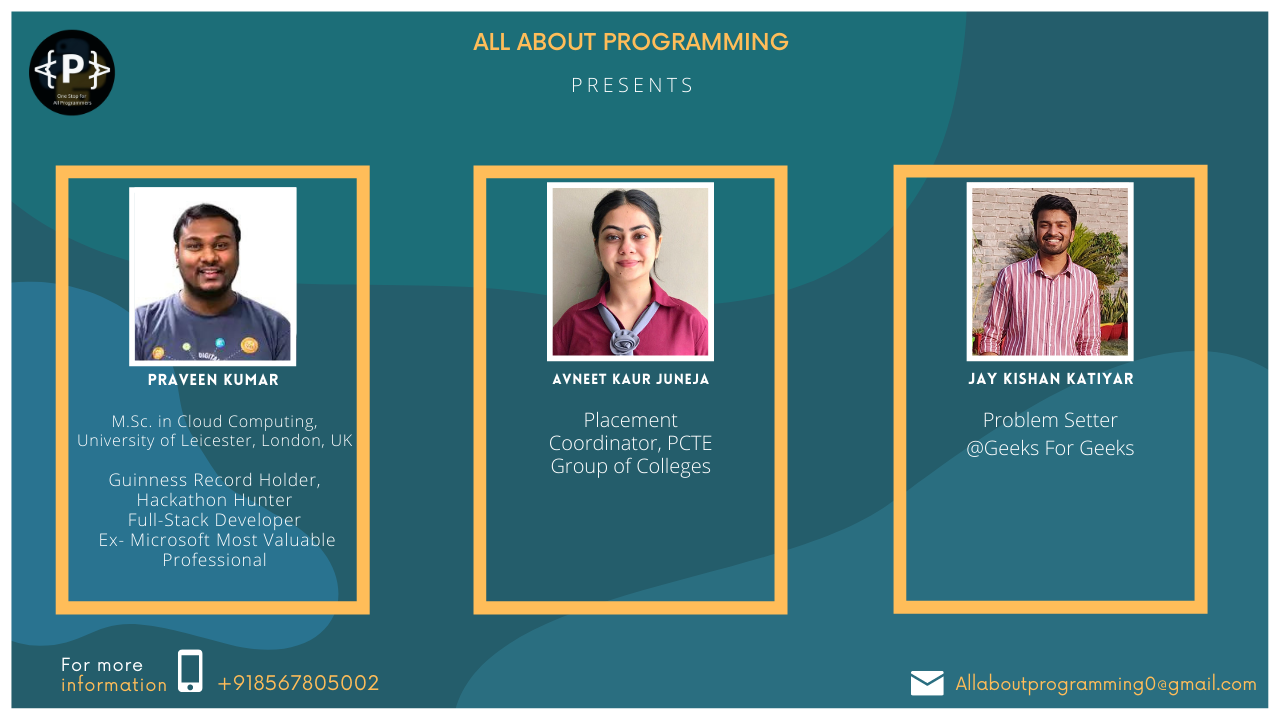 ALL ABOUT PROGRAMMING
PRESENTS
{P}
One Stop for
All Programmers
DIGITAL
PRAVEEN KUMAR
M.Sc. in Cloud Computing,
University of Leicester, London, UK
Guinness Record Holder,
Hackathon Hunter
Full-Stack Developer
Ex- Microsoft Most Valuable
Professional
AVNEET KAUR JUNEJA
Placement
Coordinator, PCTE
Group of Colleges
JAY KISHAN KATIYAR
Problem Setter
@Geeks For Geeks
For more
information
+918567805002
Allaboutprogramming0@gmail.com